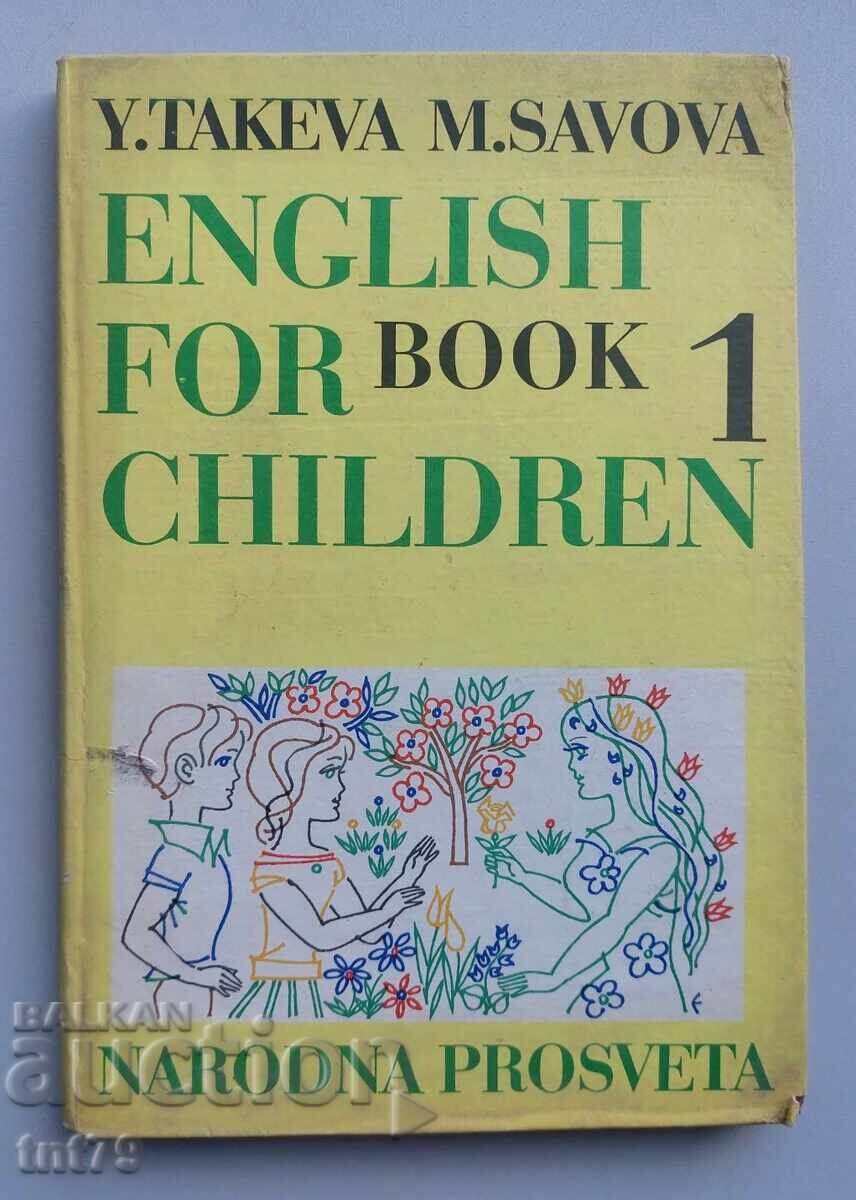 Y.TAKEVA M.SAVOVA
ENGLISH
FOR BOOK 1
CHILDREN
NARODNA PROSVETA
BALKAN
auction
tnt79